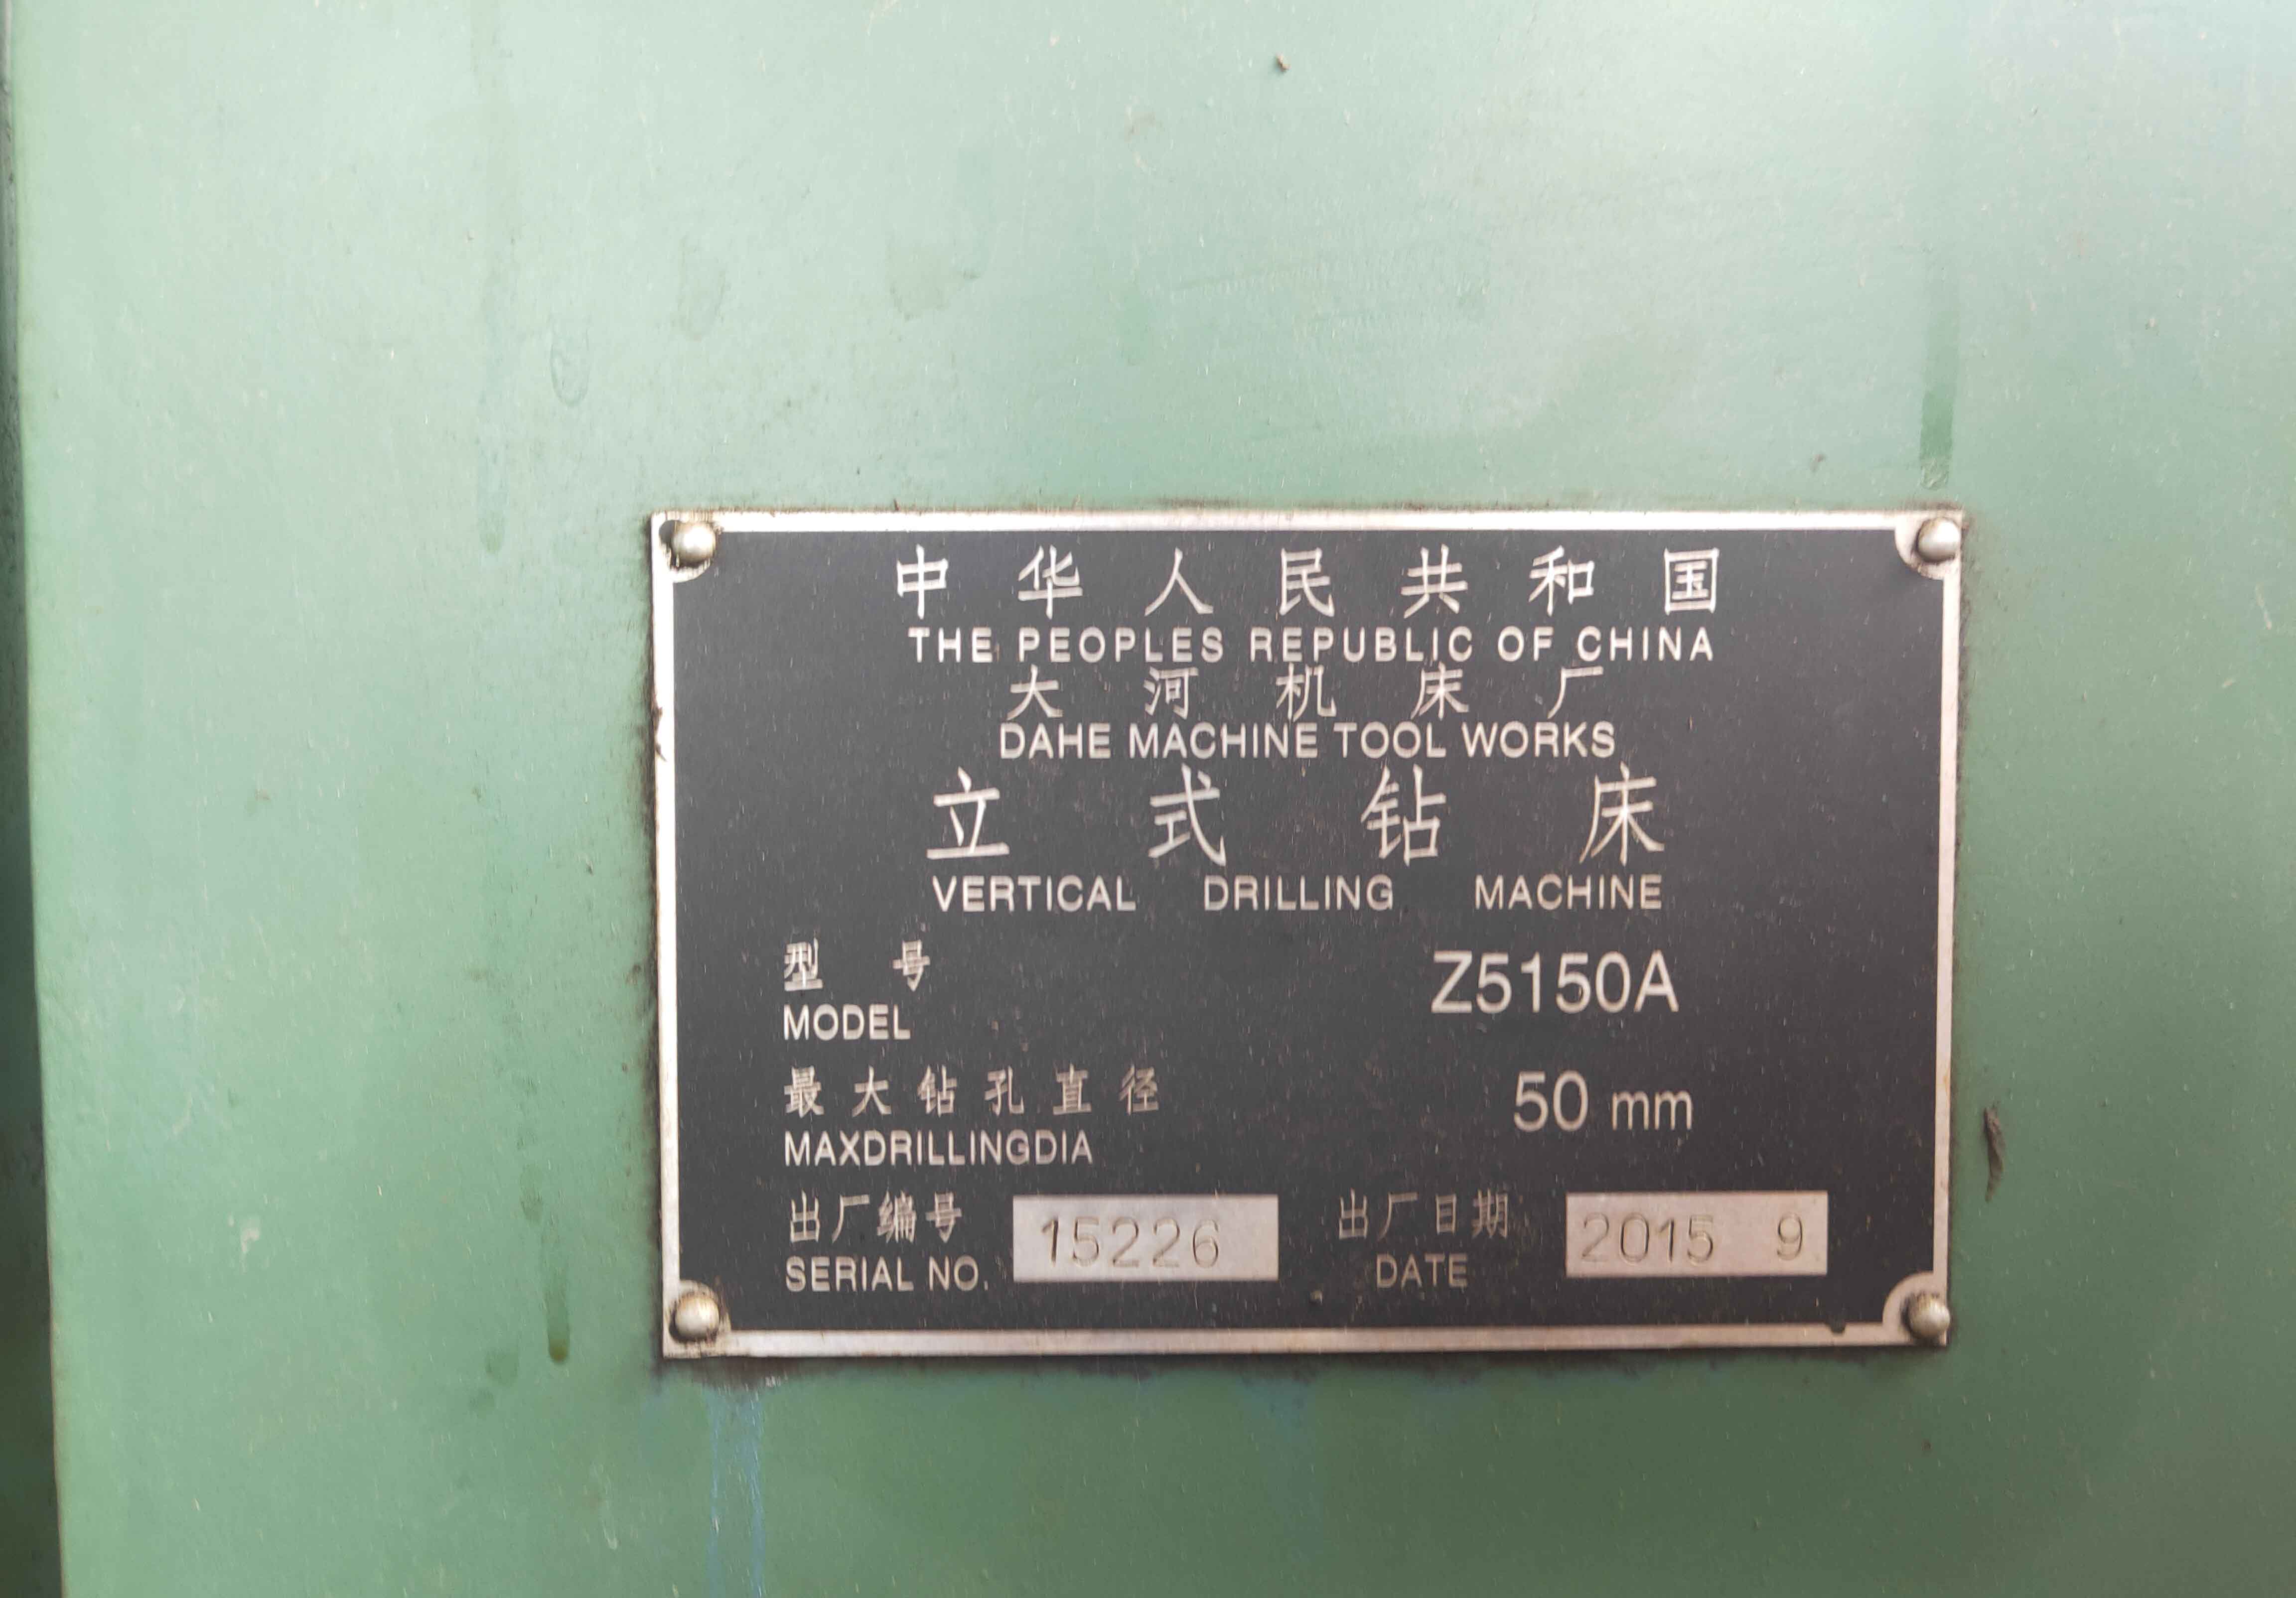 中华人民共和国
THE PEOPLES REPUBLIC OF CHINA
大河机床厂
DAHE MACHINE TOOL WORKS
立式钻床
VERTICAL DRILLING MACHINE
型号 Z5150A
MODEL
最大钻孔直径 50 mm
MAXDRILLINGDIA
出厂编号 15226 出厂日期 2015 9
SERIAL NO. DATE